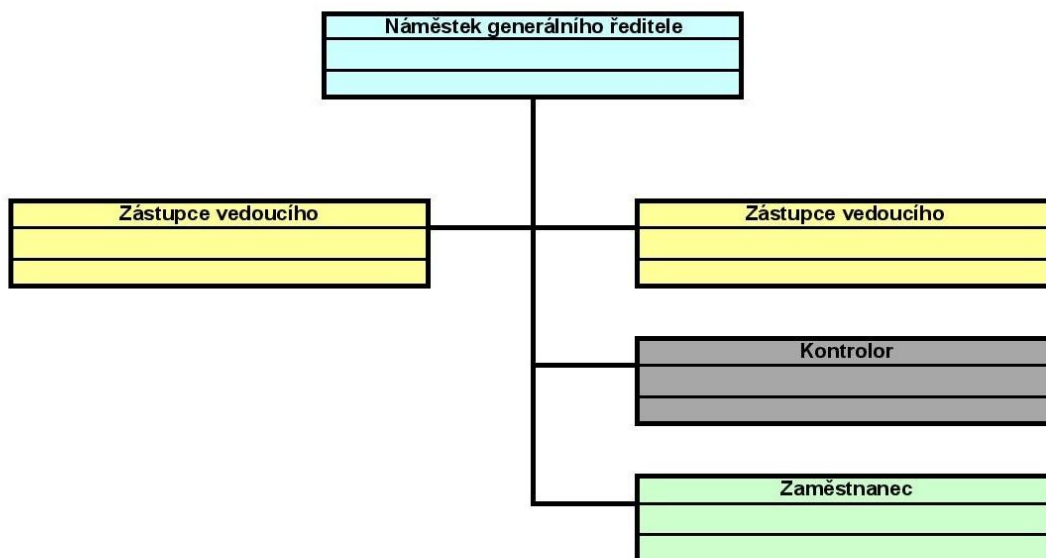 Náměstek generálního ředitele
Zástupce vedoucího
Zástupce vedoucího
Kontrolor
Zaměstnanec